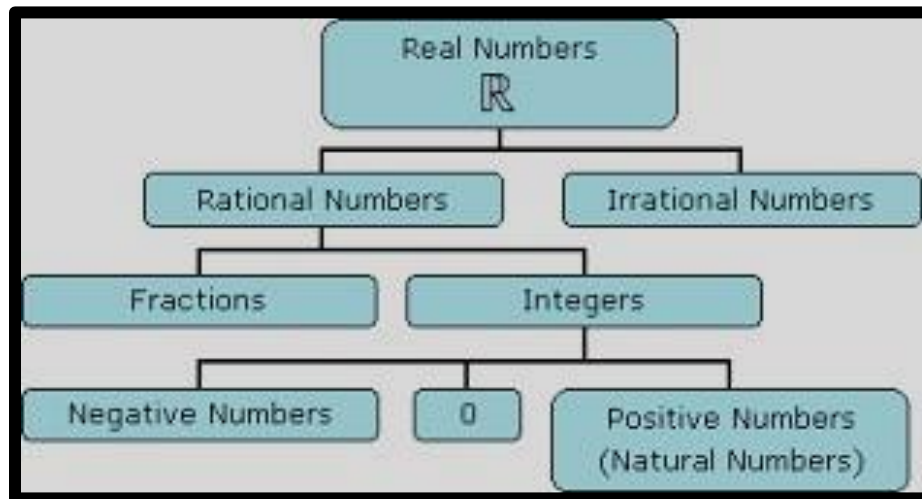 Real Numbers
ℝ
Rational Numbers
Irrational Numbers
Fractions
Integers
Negative Numbers
0
Positive Numbers
(Natural Numbers)